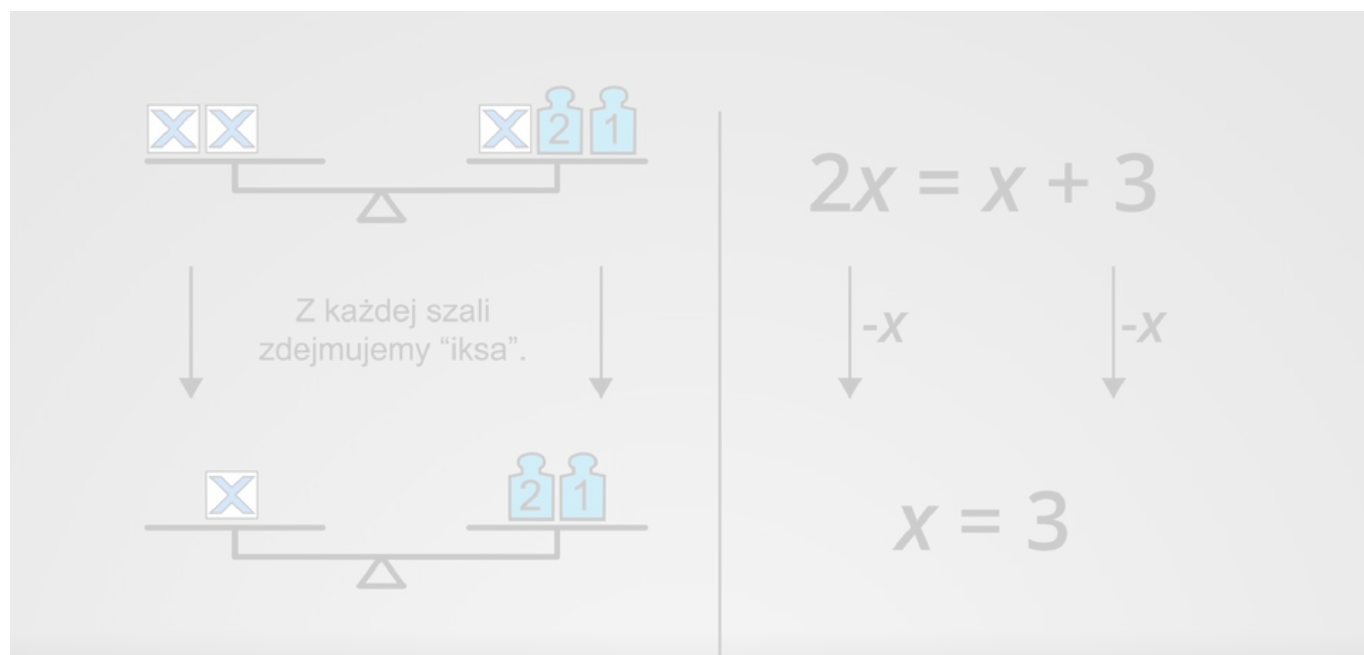 X X X 2 1
2x = x + 3
Z każdej szali
zdejmujemy “iksa”.
-x -x
X 2 1
x = 3